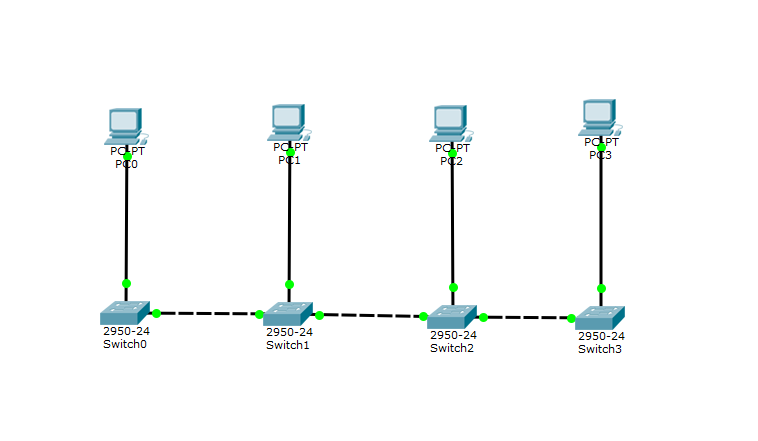 PC-PT
PC0
PC-PT
PC1
PC-PT
PC2
PC-PT
PC3
2950-24
Switch0
2950-24
Switch1
2950-24
Switch2
2950-24
Switch3